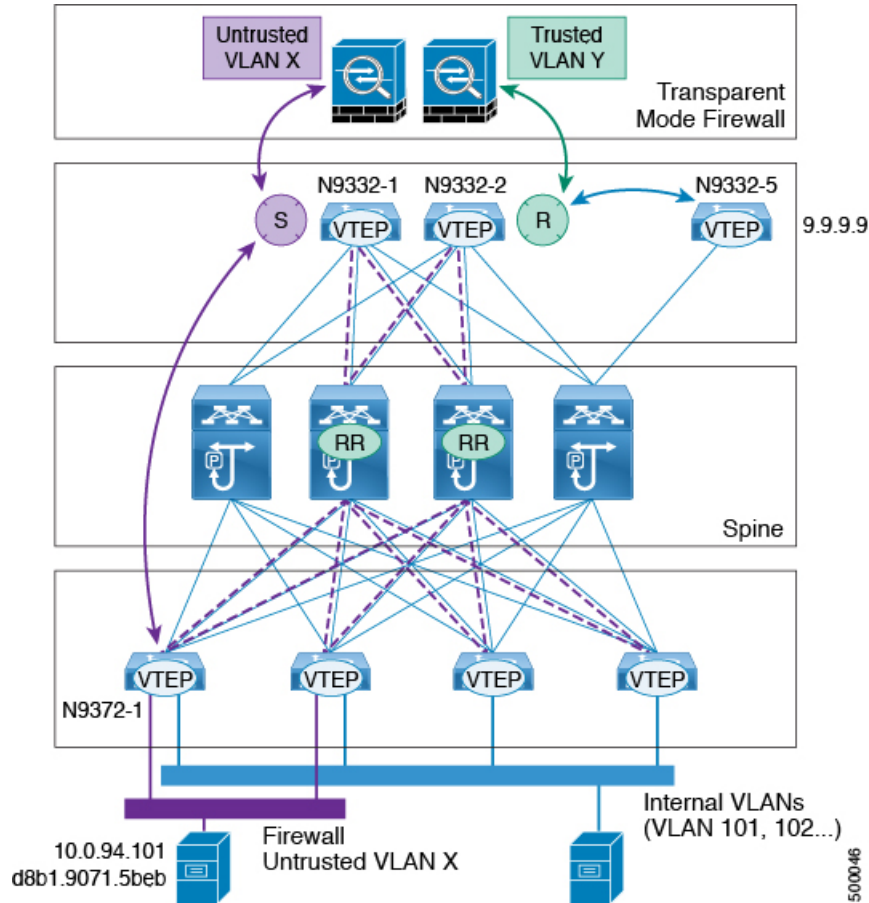 Untrusted
VLAN X
Trusted
VLAN Y
Transparent
Mode Firewall
N9332-1
N9332-2
N9332-5
S
VTEP
VTEP
R
VTEP
9.9.9.9
RR
RR
P
P
P
P
Spine
VTEP
VTEP
VTEP
VTEP
N9372-1
Internal VLANs
(VLAN 101, 102...)
10.0.94.101
d8b1.9071.5beb
Firewall
Untrusted VLAN X
500046